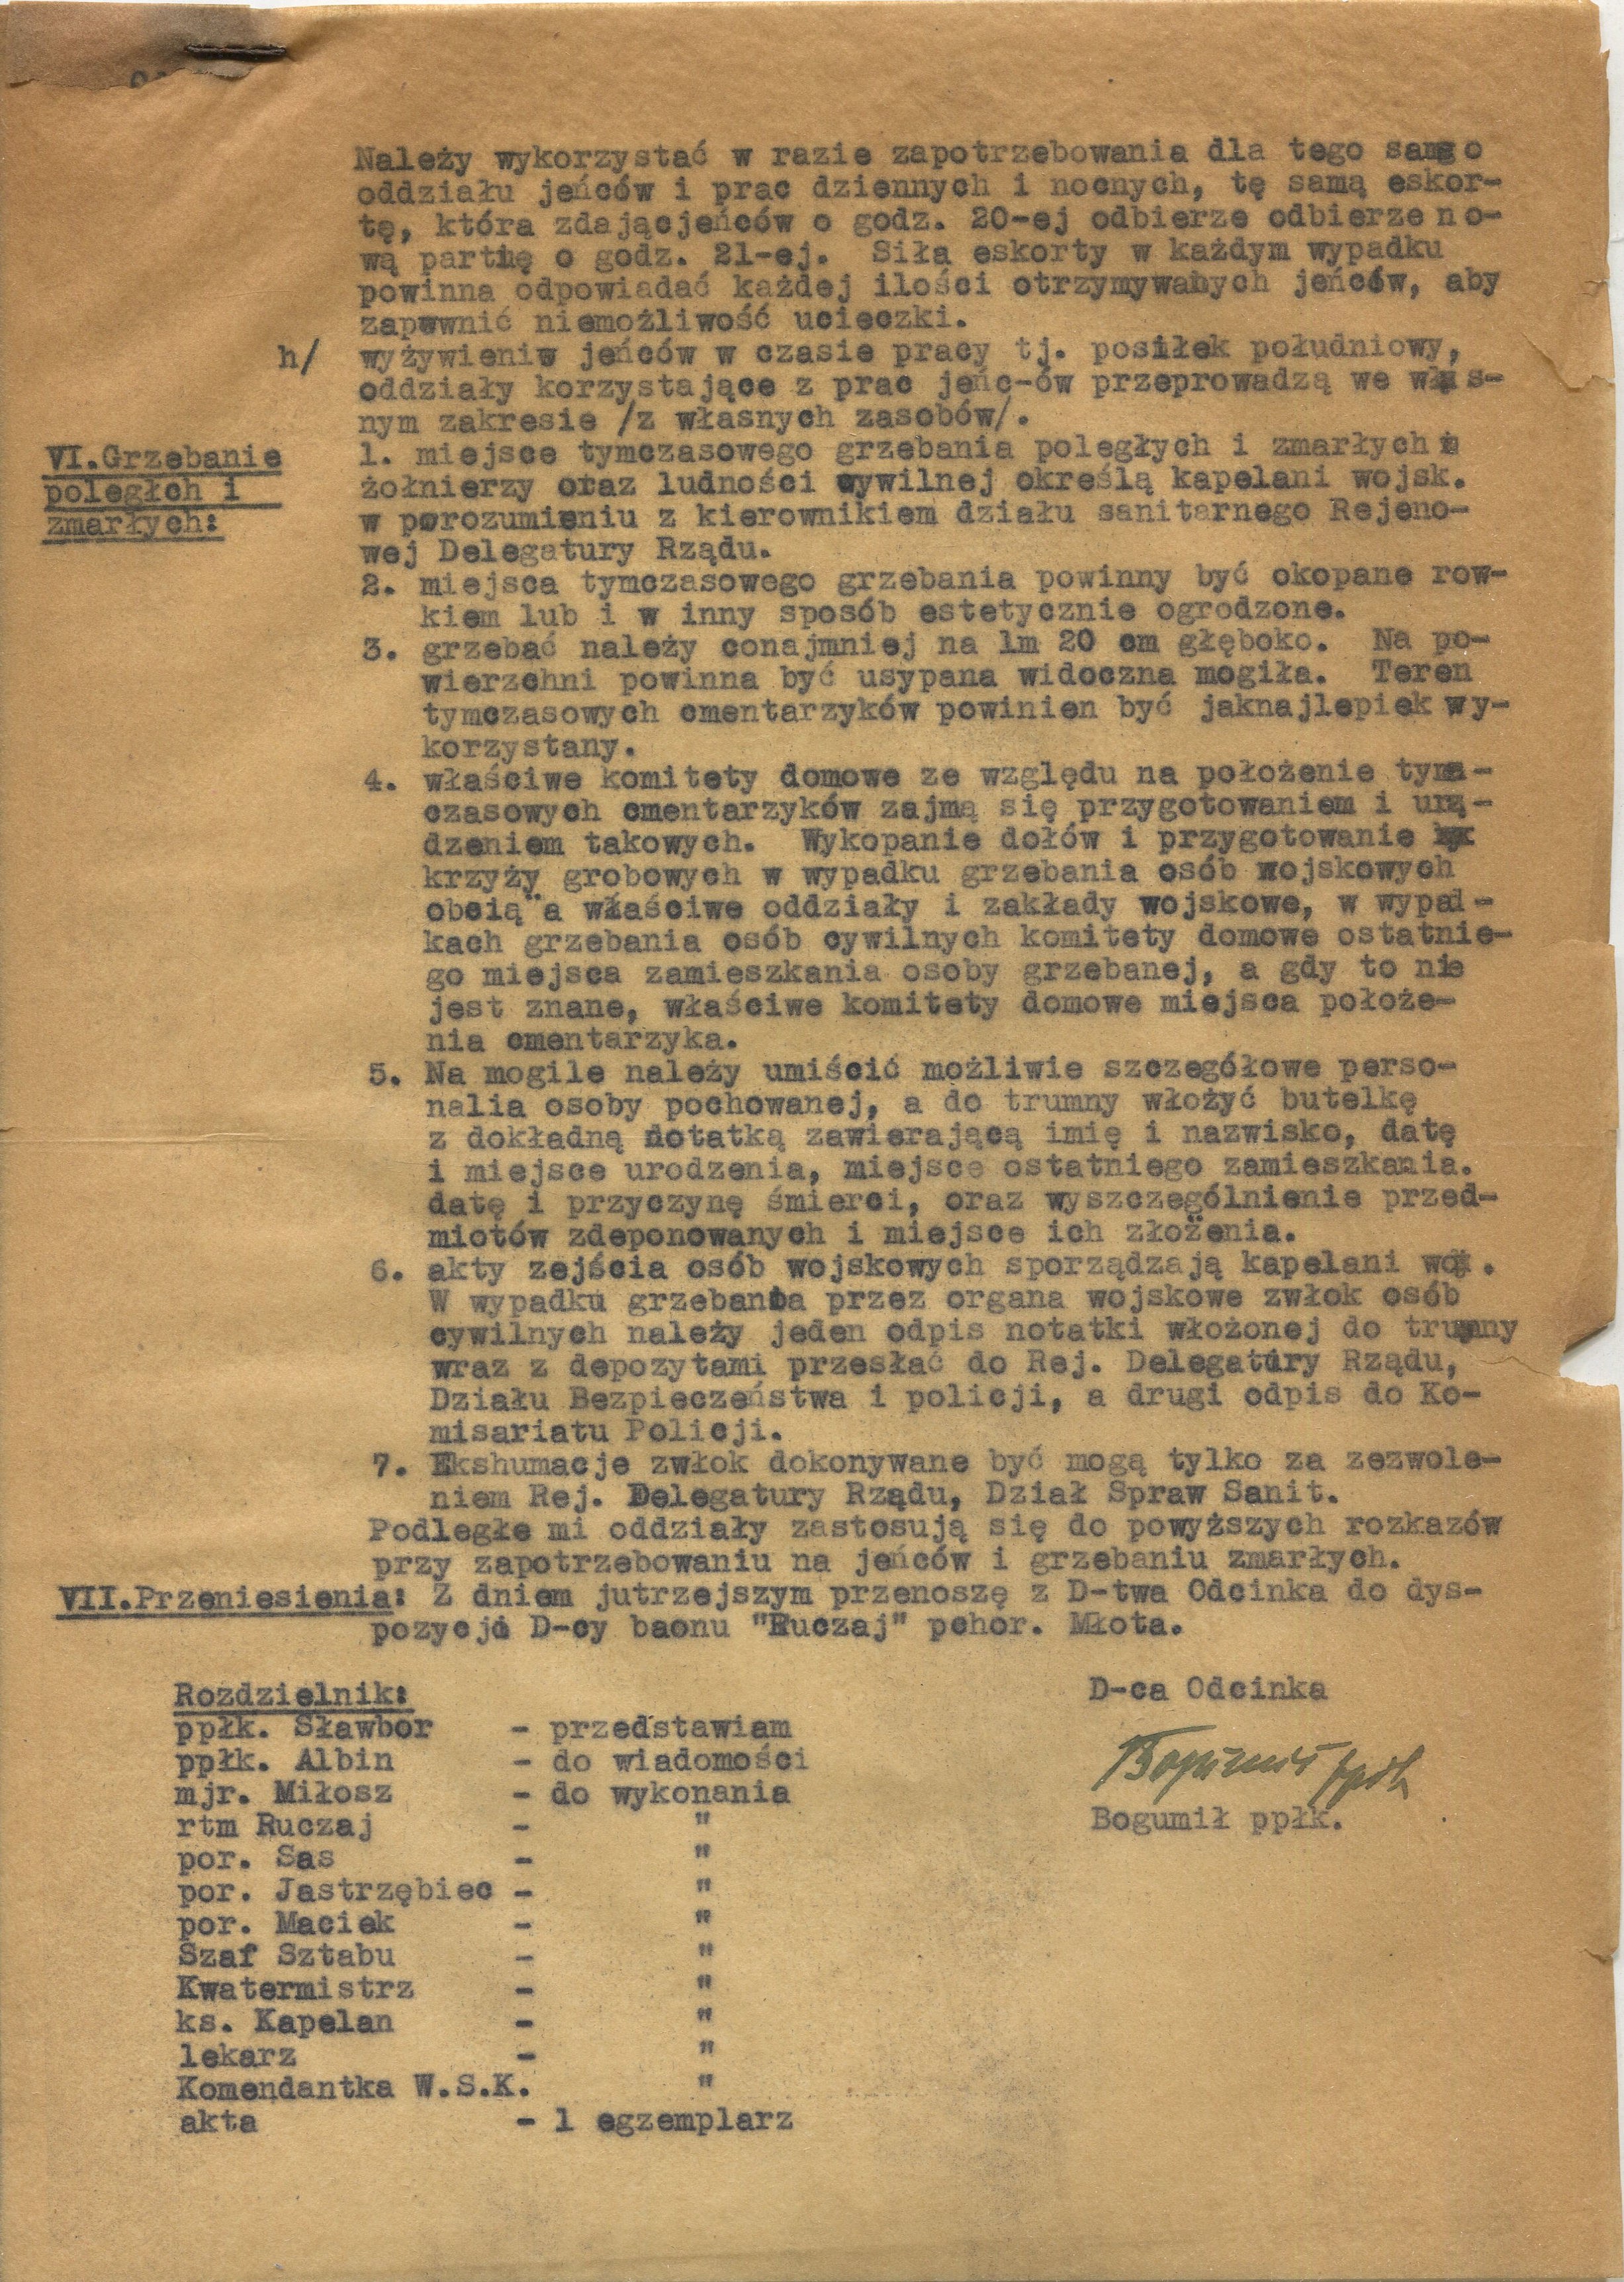 Należy wykorzystać w razie zapotrzebowania dla tego samgo
oddziału jeńców i prac dziennych i nocnych, tę samą eskor-
tę, która zdającjeńców o godz. 20-ej odbierze odbierze no-
wą partię o godz. 21-ej. Siła eskorty w każdym wypadku
powinna odpowiadać każdej ilości otrzymywanych jeńców, aby
zapewnić niemożliwość ucieczki.
h/ wyżywienie jeńców w czasie pracy tj. posiłek południowy,
oddziały korzystające z prac jeńc-ów przeprowadzą we włas-
nym zakresie /z własnych zasobów/.
VI.Grzebanie
poległch i
zmarłych:
1. miejsce tymczasowego grzebania poległych i zmarłych
żołnierzy oraz ludności cywilnej określą kapelani wojsk.
w porozumieniu z kierownikiem działu sanitarnego Rejeno-
wej Delegatury Rządu.
2. miejsca tymczasowego grzebania powinny być okopane row-
kiem lub i w inny sposób estetycznie ogrodzone.
3. grzebać należy conajmniej na 1m 20 cm głęboko. Na po-
wierzchni powinna być usypana widoczna mogiła. Teren
tymczasowych cmentarzyków powinien być jaknajlepiek wy-
korzystany.
4. właściwe komitety domowe ze względu na położenie tym-
czasowych cmentarzyków zajmą się przygotowaniem i urzą-
dzeniem takowych. Wykopanie dołów i przygotowanie
krzyży grobowych w wypadku grzebania osób wojskowych
obcią"a właściwe oddziały i zakłady wojskowe, w wypad-
kach grzebania osób cywilnych komitety domowe ostatnie-
go miejsca zamieszkania osoby grzebanej, a gdy to nie
jest znane, właściwe komitety domowe miejsca położe-
nia cmentarzyka.
5. Na mogile należy umiścić możliwie szczegółowe perso-
nalia osoby pochowanej, a do trumny włożyć butelkę
z dokładną notatką zawierającą imię i nazwisko, datę
i miejsce urodzenia, miejsce ostatniego zamieszkania.
datę i przyczynę śmierci, oraz wyszczególnienie przed-
miotów zdeponowanych i miejsce ich złożenia.
6. akty zejścia osób wojskowych sporządzają kapelani woj.
W wypadku grzebania przez organa wojskowe zwłok osób
cywilnych należy jeden odpis notatki włożonej do trumny
wraz z depozytami przesłać do Rej. Delegatury Rządu,
Działu Bezpieczeństwa i policji, a drugi odpis do Ko-
misariatu Policji.
7. Ekshumacje zwłok dokonywane być mogą tylko za zezwole-
niem Rej. Delegatury Rządu, Dział Spraw Sanit.
Podległe mi oddziały zastosują się do powyższych rozkazów
przy zapotrzebowaniu na jeńców i grzebaniu zmarłych.
VII.Przeniesienia: Z dniem jutrzejszym przenoszę z D-twa Odcinka do dys-
pozycji D-cy baonu "Ruczaj" pchor. Młota.
Rozdzielnik:
ppłk. Sławbor - przedstawiam
ppłk. Albin - do wiadomości
mjr. Miłosz - do wykonania
rtm Ruczaj - "
por. Sas - "
por. Jastrzębiec - "
por. Maciek - "
Szaf Sztabu - "
Kwatermistrz - "
ks. Kapelan - "
lekarz - "
Komendantka W.S.K. "
akta - 1 egzemplarz
D-ca Odcinka
Bogumił ppłk
Bogumił ppłk.